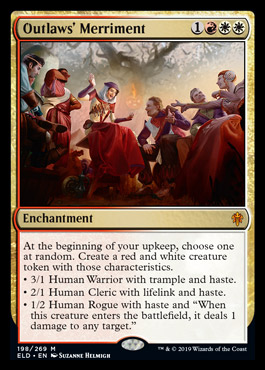 Outlaws' Merriment 1
Enchantment
At the beginning of your upkeep, choose one
at random. Create a red and white creature
token with those characteristics.
• 3/1 Human Warrior with trample and haste.
• 2/1 Human Cleric with lifelink and haste.
• 1/2 Human Rogue with haste and “When
this creature enters the battlefield, it deals 1
damage to any target.”
198/269 M
ELD • EN SUZANNE HELMIGH
™ & © 2019 Wizards of the Coast